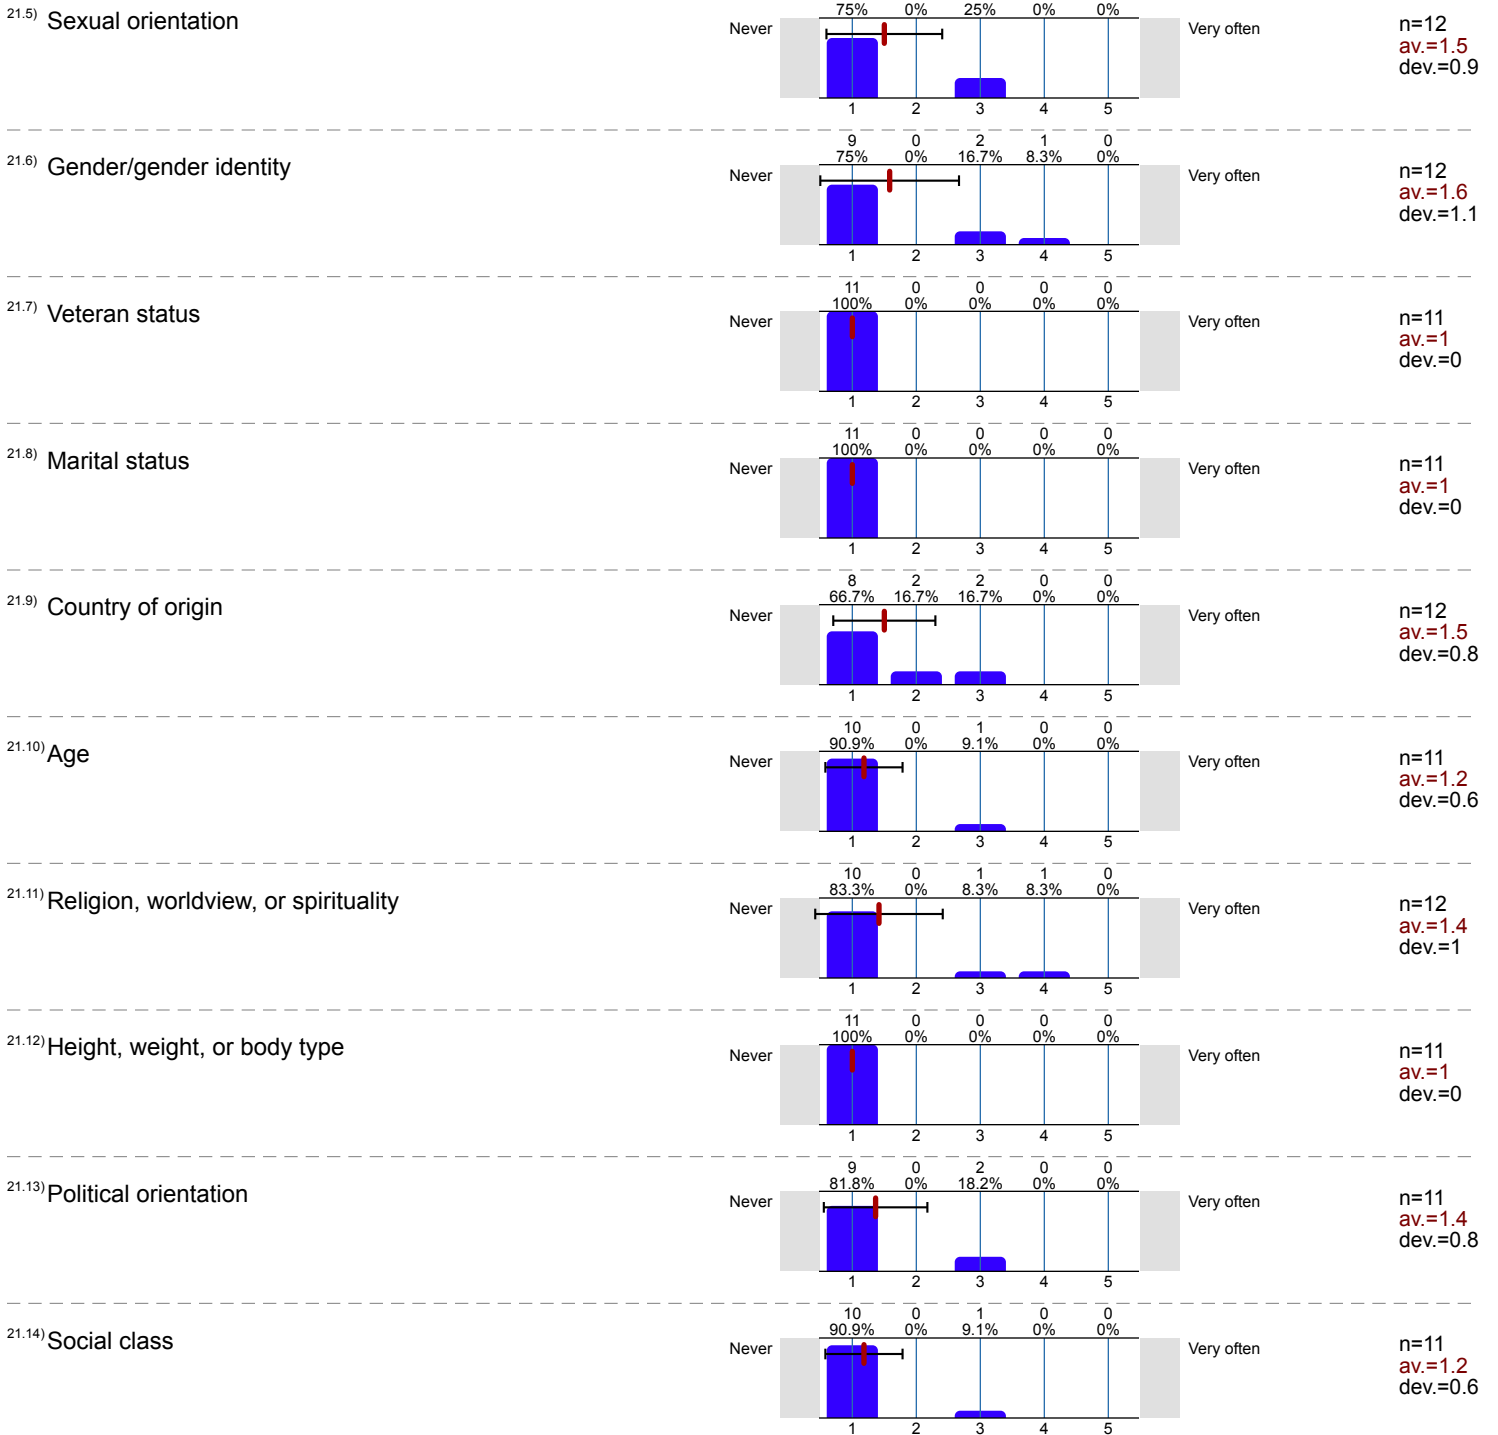 75% 0% 25% 0% 0%
21.5) Sexual orientation
Never Very often
n=12
av.=1.5
dev.=0.9
1 2 3 4 5
9 0 2 1 0
75% 0% 16.7% 8.3% 0%
21.6) Gender/gender identity
Never Very often
n=12
av.=1.6
dev.=1.1
1 2 3 4 5
11 0 0 0 0
100% 0% 0% 0% 0%
21.7) Veteran status
Never Very often
n=11
av.=1
dev.=0
1 2 3 4 5
11 0 0 0 0
100% 0% 0% 0% 0%
21.8) Marital status
Never Very often
n=11
av.=1
dev.=0
1 2 3 4 5
8 2 2 0 0
66.7% 16.7% 16.7% 0% 0%
21.9) Country of origin
Never Very often
n=12
av.=1.5
dev.=0.8
1 2 3 4 5
10 0 1 0 0
90.9% 0% 9.1% 0% 0%
21.10) Age
Never Very often
n=11
av.=1.2
dev.=0.6
1 2 3 4 5
10 0 1 1 0
83.3% 0% 8.3% 8.3% 0%
21.11) Religion, worldview, or spirituality
Never Very often
n=12
av.=1.4
dev.=1
1 2 3 4 5
11 0 0 0 0
100% 0% 0% 0% 0%
21.12) Height, weight, or body type
Never Very often
n=11
av.=1
dev.=0
1 2 3 4 5
9 0 2 0 0
81.8% 0% 18.2% 0% 0%
21.13) Political orientation
Never Very often
n=11
av.=1.4
dev.=0.8
1 2 3 4 5
10 0 1 0 0
90.9% 0% 9.1% 0% 0%
21.14) Social class
Never Very often
n=11
av.=1.2
dev.=0.6
1 2 3 4 5